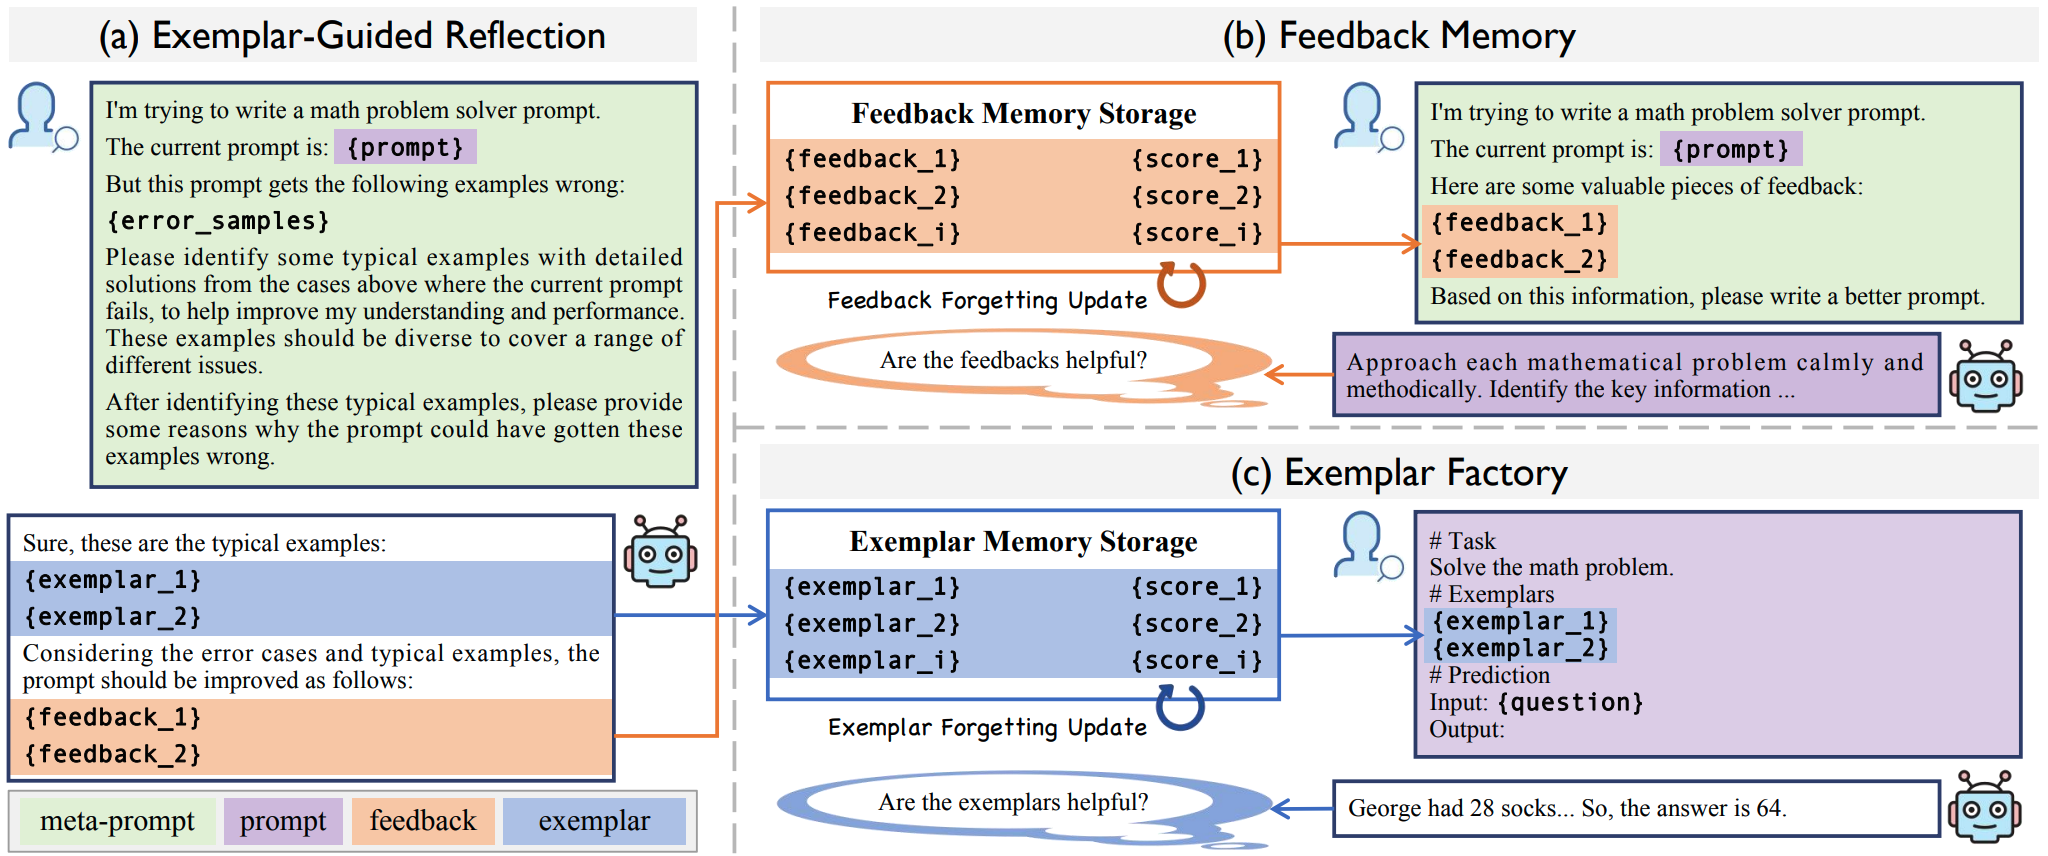 (a) Exemplar-Guided Reflection
I'm trying to write a math problem solver prompt.
The current prompt is: {prompt}
But this prompt gets the following examples wrong:
{error_samples}
Please identify some typical examples with detailed
solutions from the cases above where the current prompt
fails, to help improve my understanding and performance.
These examples should be diverse to cover a range of
different issues.
After identifying these typical examples, please provide
some reasons why the prompt could have gotten these
examples wrong.
Sure, these are the typical examples:
{exemplar_1}
{exemplar_2}
Considering the error cases and typical examples, the
prompt should be improved as follows:
{feedback_1}
{feedback_2}
meta-prompt prompt feedback exemplar
(b) Feedback Memory
Feedback Memory Storage
{feedback_1} {score_1}
{feedback_2} {score_2}
{feedback_i} {score_i}
Feedback Forgetting Update
Are the feedbacks helpful?
I'm trying to write a math problem solver prompt.
The current prompt is: {prompt}
Here are some valuable pieces of feedback:
{feedback_1}
{feedback_2}
Based on this information, please write a better prompt.
Approach each mathematical problem calmly and
methodically. Identify the key information ...
(c) Exemplar Factory
Exemplar Memory Storage
{exemplar_1} {score_1}
{exemplar_2} {score_2}
{exemplar_i} {score_i}
Exemplar Forgetting Update
Are the exemplars helpful?
# Task
Solve the math problem.
# Exemplars
{exemplar_1}
{exemplar_2}
# Prediction
Input: {question}
Output:
George had 28 socks... So, the answer is 64.